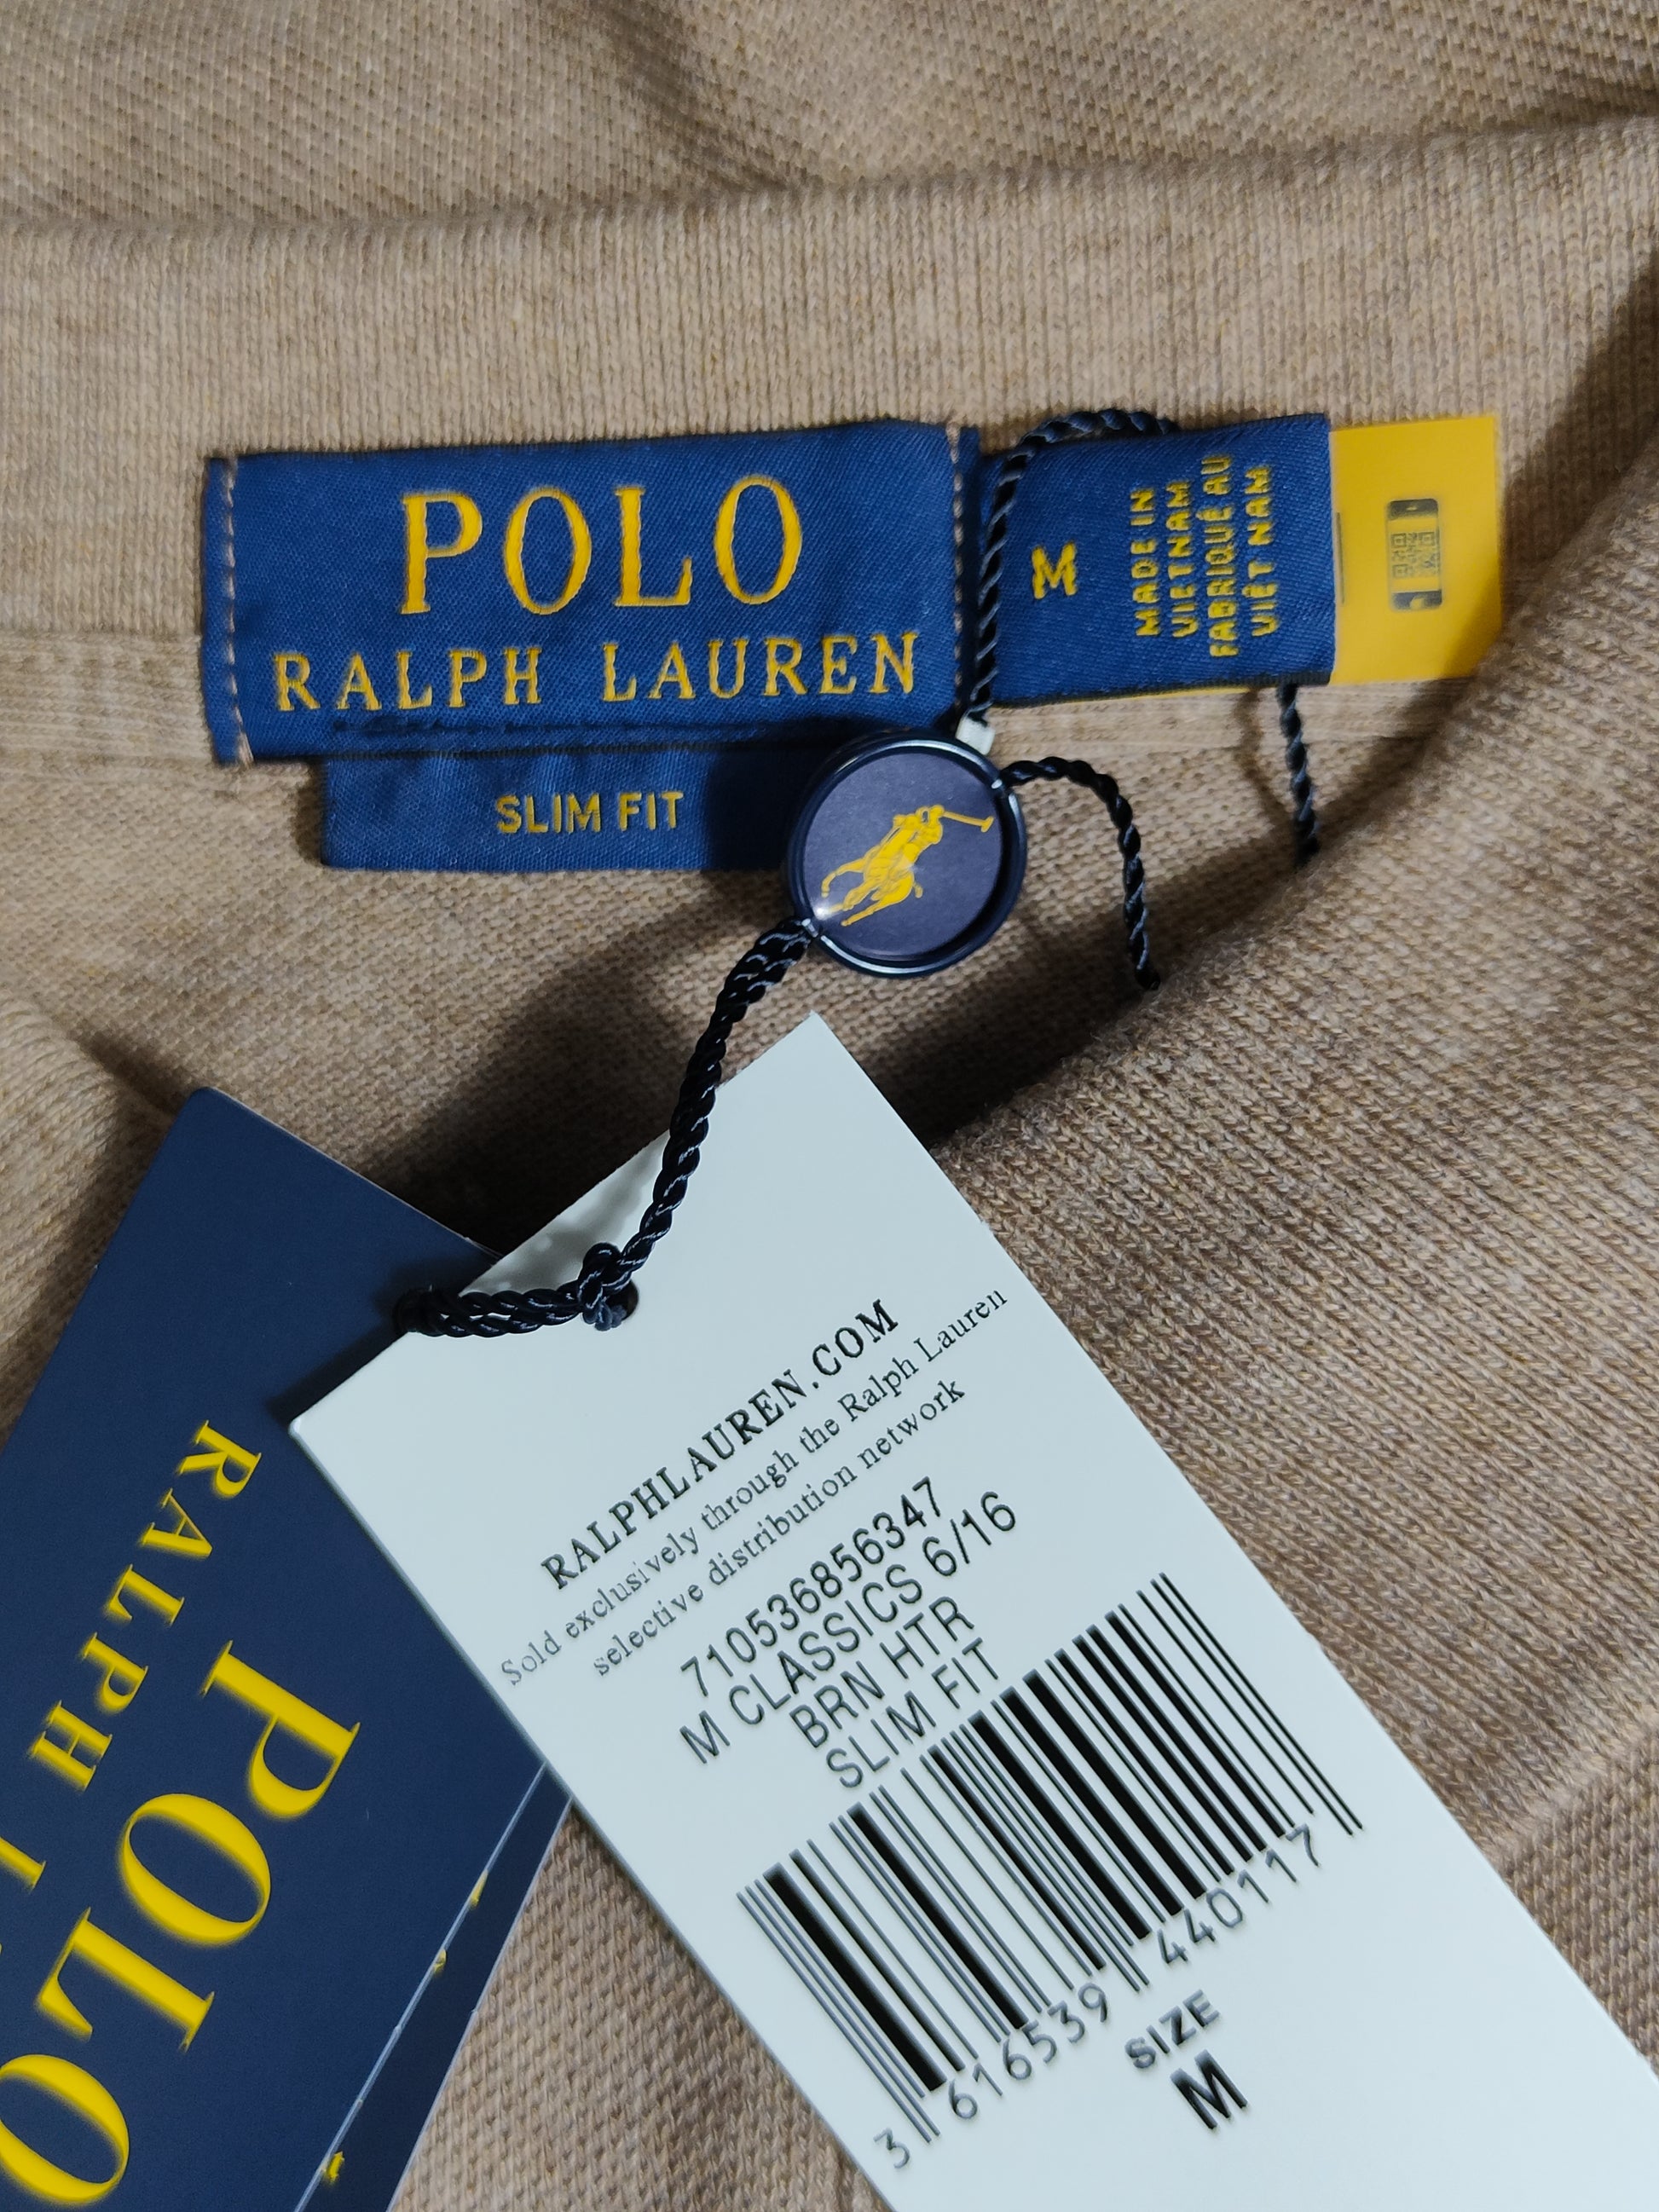 POLO
RALPH LAUREN
SLIM FIT
M
MADE IN
VIETNAM
FABRIQUÉ AU
VIÊT NAM
RALPHLAUREN.COM
Sold exclusively through the Ralph Lauren
selective distribution network
710536856347
M CLASSICS 6/16
BRN HTR
SLIM FIT
3 616539 440117
SIZE
M
POLO
RALPH